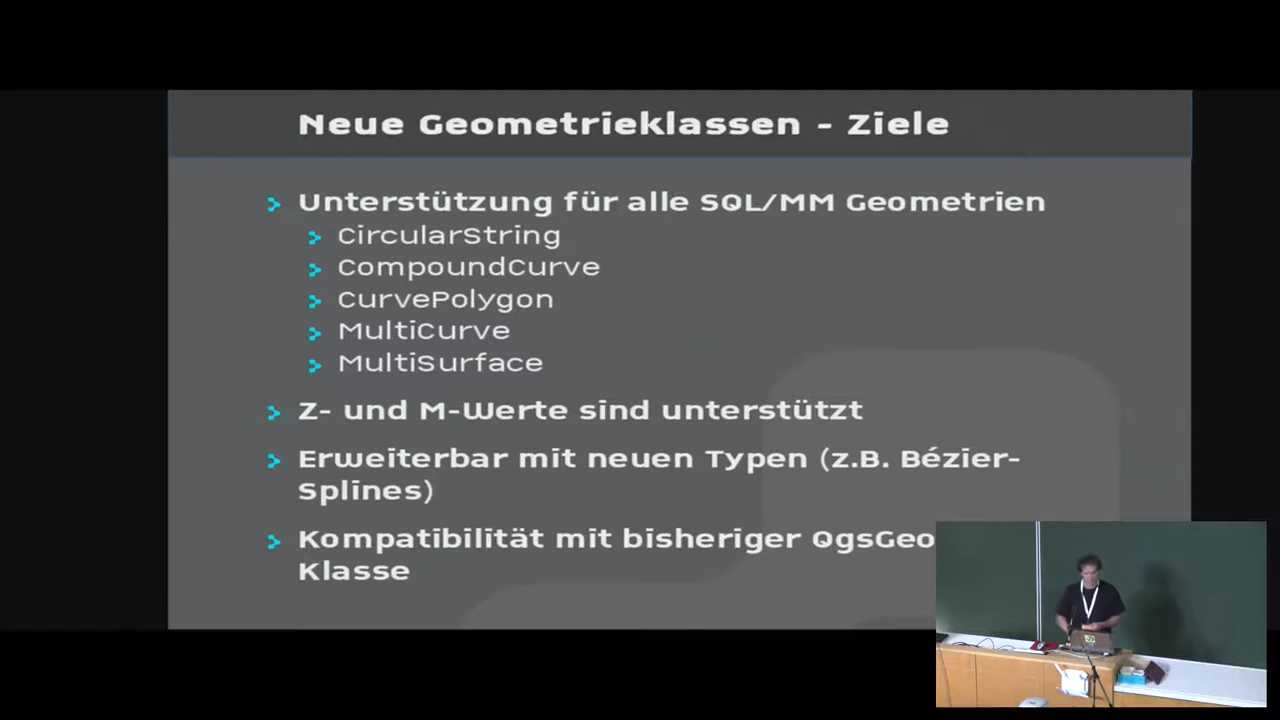 Neue Geometrieklassen - Ziele
Unterstützung für alle SQL/MM Geometrien
CircularString
CompoundCurve
CurvePolygon
MultiCurve
MultiSurface
Z- und M-Werte sind unterstützt
Erweiterbar mit neuen Typen (z.B. Bézier-
Splines)
Kompatibilität mit bisheriger
Klasse